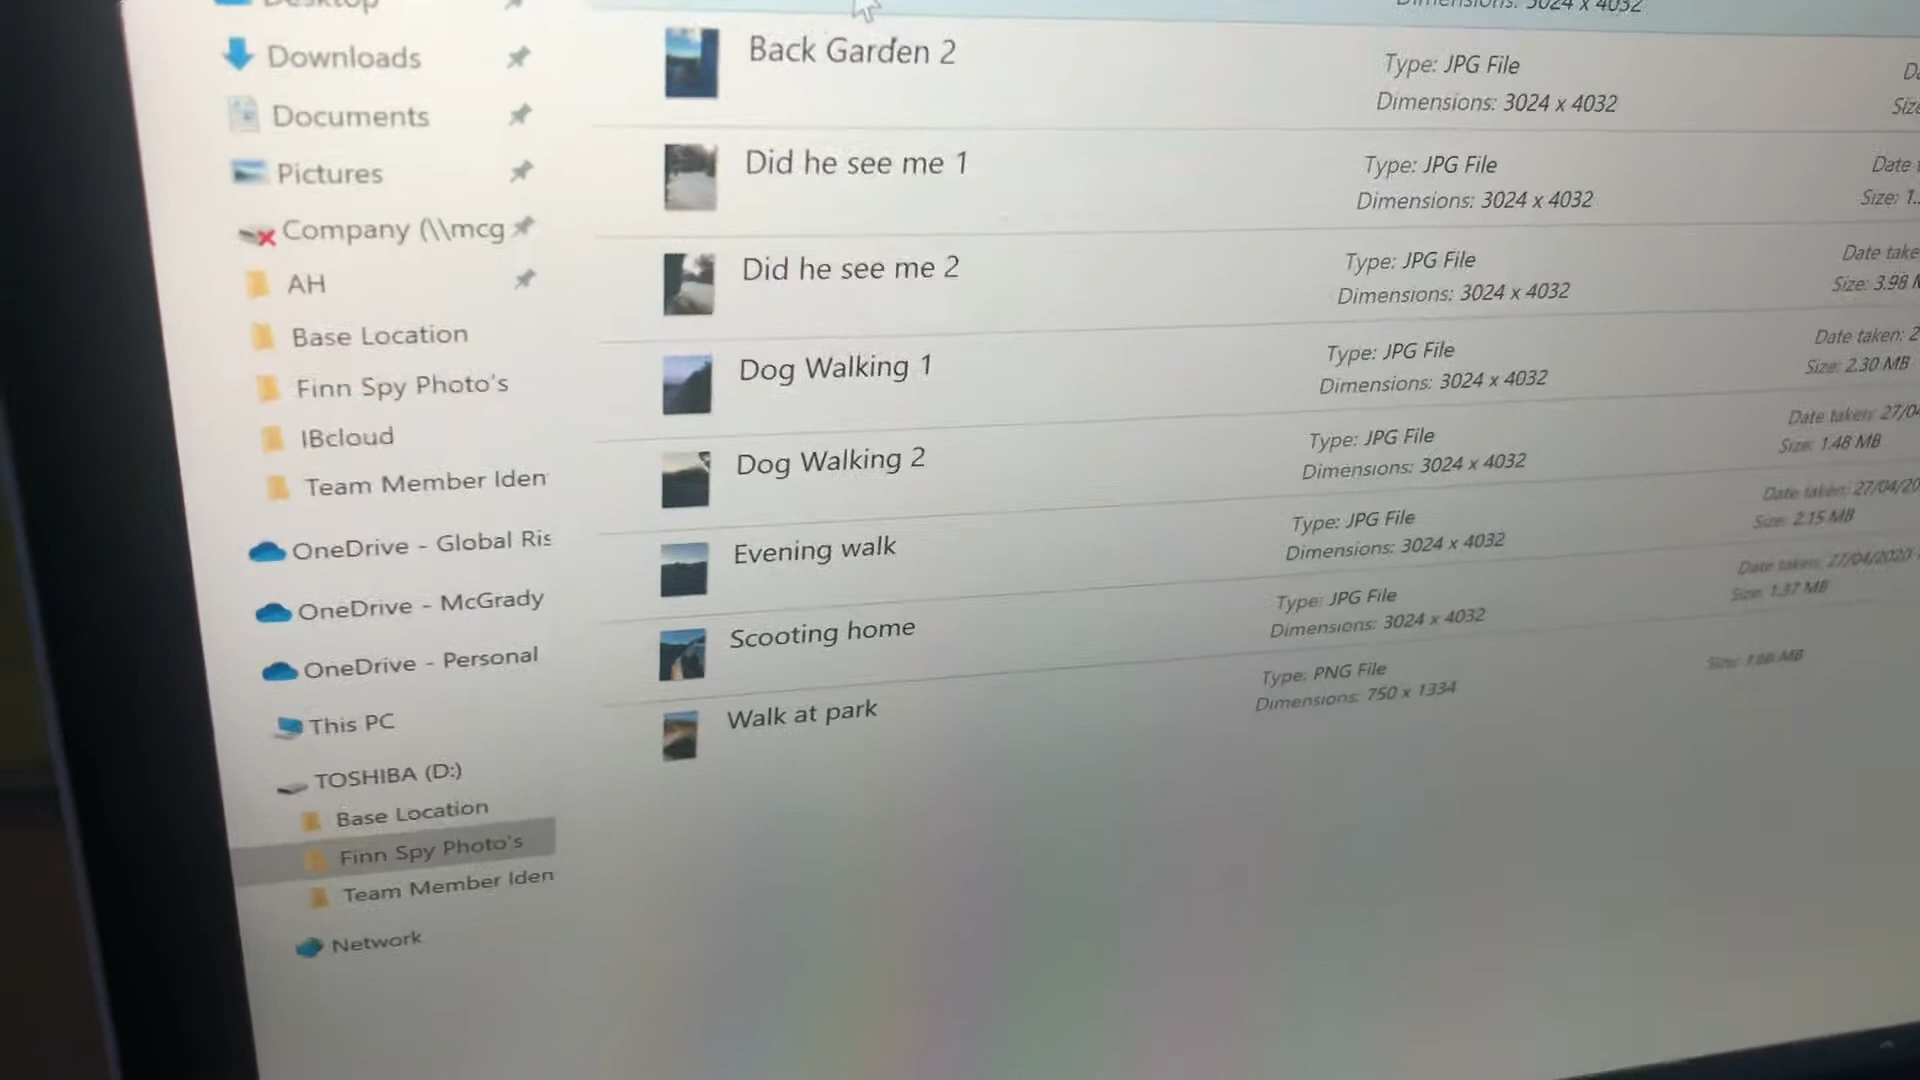 Desktop
Downloads
Documents
Pictures
Company (\\mcg
AH
Base Location
Finn Spy Photo's
IBcloud
Team Member Iden
OneDrive - Global Ris
OneDrive - McGrady
OneDrive - Personal
This PC
TOSHIBA (D:)
Base Location
Finn Spy Photo's
Team Member Iden
Network
Dimensions: 3024 x 4032
Back Garden 2
Type: JPG File
Dimensions: 3024 x 4032
Da
Size
Did he see me 1
Type: JPG File
Dimensions: 3024 x 4032
Date
Size: 1.
Did he see me 2
Type: JPG File
Dimensions: 3024 x 4032
Date take
Size: 3.98 M
Dog Walking 1
Type: JPG File
Dimensions: 3024 x 4032
Date taken: 2
Size: 2.30 MB
Dog Walking 2
Type: JPG File
Dimensions: 3024 x 4032
Date taken: 27/04
Size: 1.48 MB
Evening walk
Type: JPG File
Dimensions: 3024 x 4032
Date taken: 27/04/20
Size: 2.15 MB
Scooting home
Type: JPG File
Dimensions: 3024 x 4032
Date taken: 27/04/2020
Size: 1.37 MB
Walk at park
Type: PNG File
Dimensions: 750 x 1334
Size: 1.66 MB